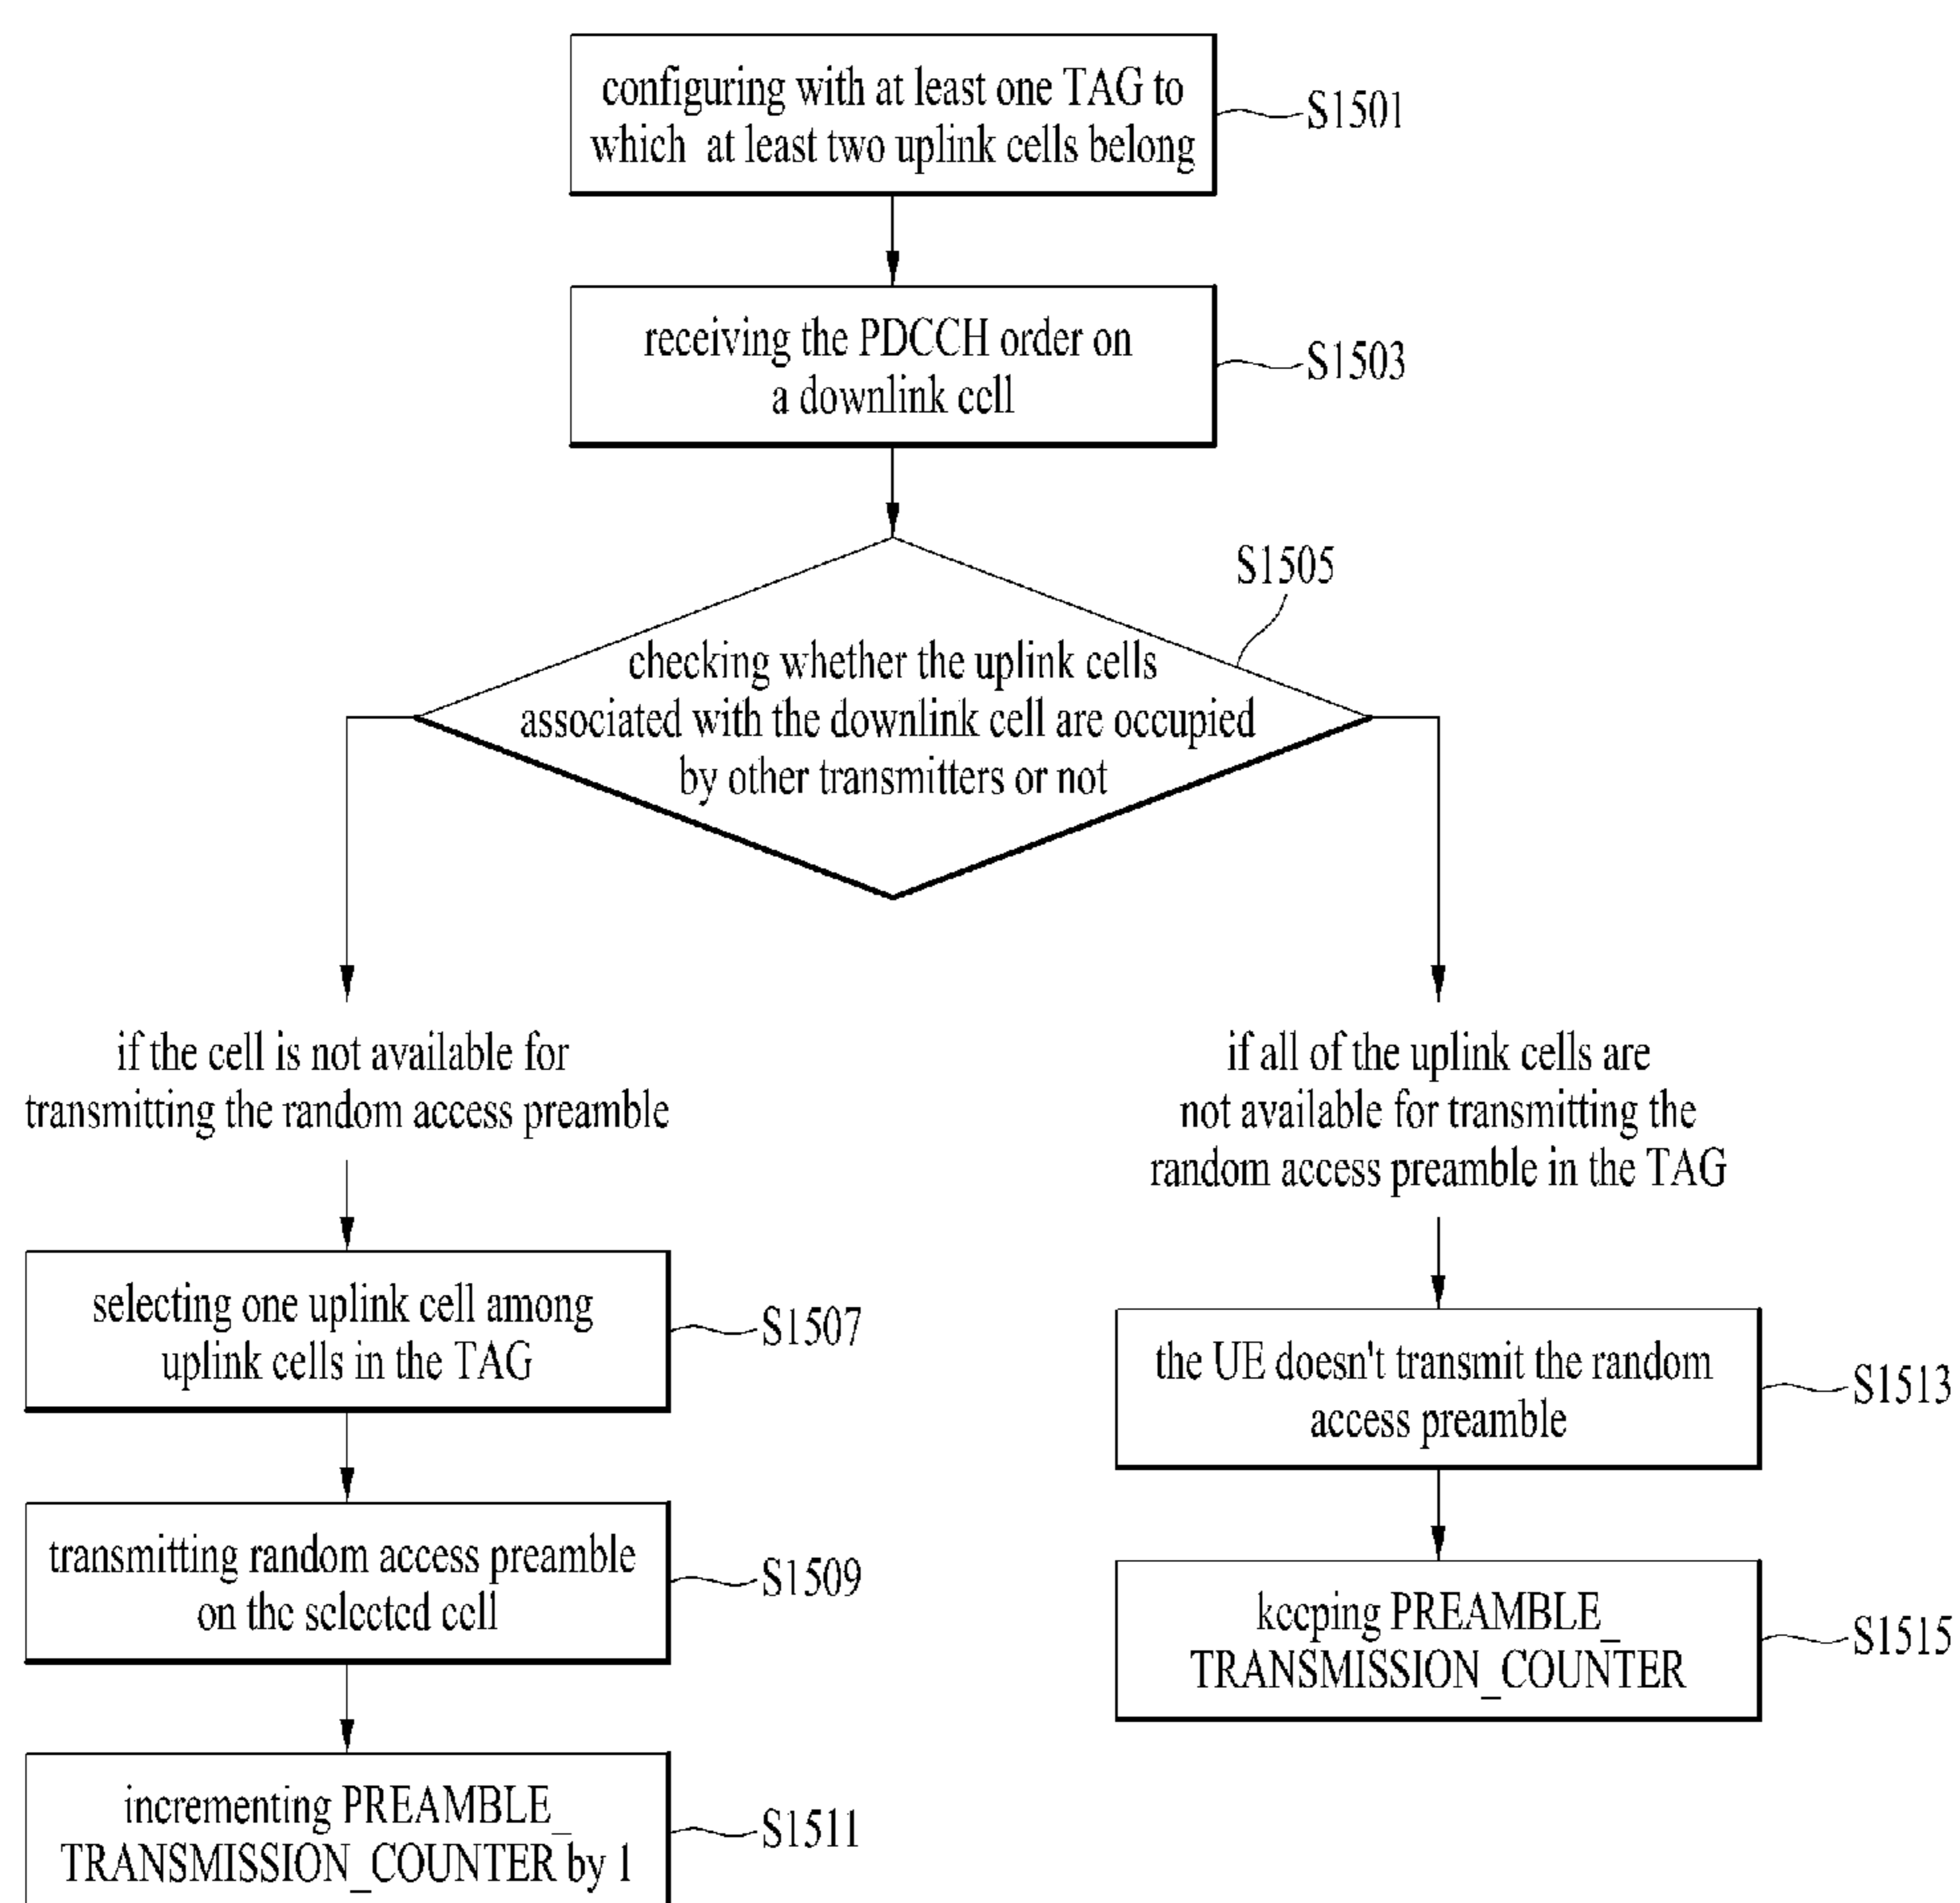 configuring with at least one TAG to
which at least two uplink cells belong
S1501
receiving the PDCCH order on
a downlink cell
S1503
S1505
checking whether the uplink cells
associated with the downlink cell are occupied
by other transmitters or not
if the cell is not available for
transmitting the random access preamble
selecting one uplink cell among
uplink cells in the TAG
S1507
transmitting random access preamble
on the selected cell
S1509
incrementing PREAMBLE_
TRANSMISSION_COUNTER by 1
S1511
if all of the uplink cells are
not available for transmitting the
random access preamble in the TAG
the UE doesn't transmit the random
access preamble
S1513
keeping PREAMBLE_
TRANSMISSION_COUNTER
S1515